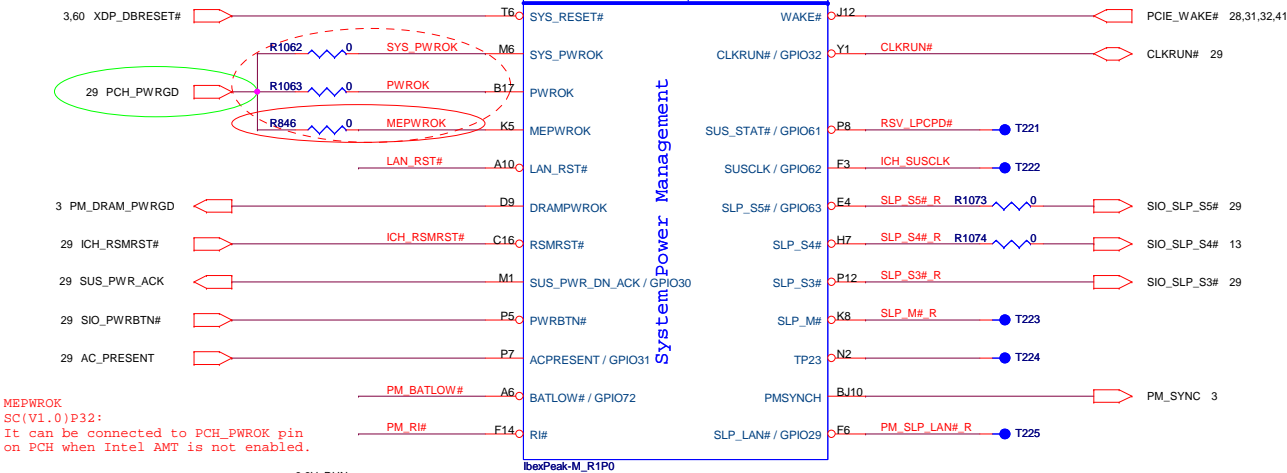 3,60 XDP_DBRESET# T6 SYS_RESET# WAKE# J12 PCIE_WAKE# 28,31,32,41
R1062 0 SYS_PWROK M6 SYS_PWROK CLKRUN# / GPIO32 Y1 CLKRUN# CLKRUN# 29
29 PCH_PWRGD R1063 0 PWROK B17 PWROK
R846 0 MEPWROK K5 MEPWROK SUS_STAT# / GPIO61 P8 RSV_LPCPD# T221
LAN_RST# A10 LAN_RST# SUSCLK / GPIO62 F3 ICH_SUSCLK T222
3 PM_DRAM_PWRGD D9 DRAMPWROK SLP_S5# / GPIO63 E4 SLP_S5#_R R1073 0 SIO_SLP_S5# 29
29 ICH_RSMRST# ICH_RSMRST# C16 RSMRST# SLP_S4# H7 SLP_S4#_R R1074 0 SIO_SLP_S4# 13
29 SUS_PWR_ACK M1 SUS_PWR_DN_ACK / GPIO30 SLP_S3# P12 SLP_S3#_R SIO_SLP_S3# 29
29 SIO_PWRBTN# P5 PWRBTN# SLP_M# K8 SLP_M#_R T223
29 AC_PRESENT P7 ACPRESENT / GPIO31 TP23 N2 T224
PM_BATLOW# A6 BATLOW# / GPIO72 PMSYNCH BJ10 PM_SYNC 3
PM_RI# F14 RI# SLP_LAN# / GPIO29 F6 PM_SLP_LAN#_R T225
System Power Management
MEPWROK
SC(V1.0)P32:
It can be connected to PCH_PWROK pin
on PCH when Intel AMT is not enabled.
IbexPeak-M_R1P0